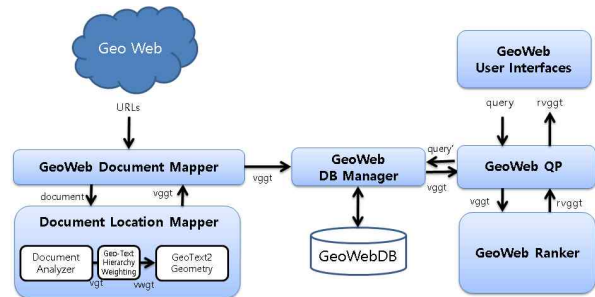 Geo Web
URLs
GeoWeb Document Mapper
document
vggt
Document Location Mapper
Document
Analyzer
Geo-Text
Hierarchy
Weighting
GeoText2
Geometry
vgt
vwgt
vggt
GeoWeb
DB Manager
GeoWebDB
query'
vggt
GeoWeb
User Interfaces
query
rvggt
GeoWeb QP
vggt
rvggt
GeoWeb Ranker